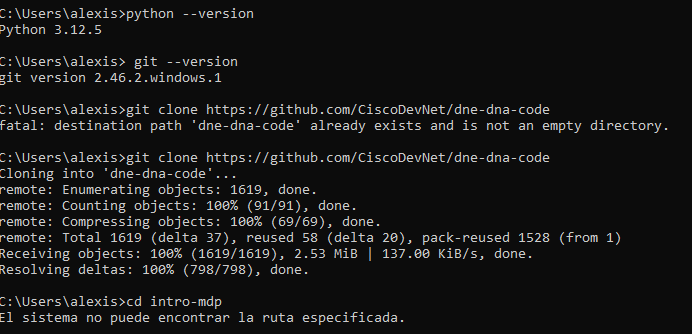 C:\Users\alexis>python --version
Python 3.12.5
C:\Users\alexis> git --version
git version 2.46.2.windows.1
C:\Users\alexis>git clone https://github.com/CiscoDevNet/dne-dna-code
fatal: destination path 'dne-dna-code' already exists and is not an empty directory.
C:\Users\alexis>git clone https://github.com/CiscoDevNet/dne-dna-code
Cloning into 'dne-dna-code'...
remote: Enumerating objects: 1619, done.
remote: Counting objects: 100% (91/91), done.
remote: Compressing objects: 100% (69/69), done.
remote: Total 1619 (delta 37), reused 58 (delta 20), pack-reused 1528 (from 1)
Receiving objects: 100% (1619/1619), 2.53 MiB | 137.00 KiB/s, done.
Resolving deltas: 100% (798/798), done.
C:\Users\alexis>cd intro-mdp
El sistema no puede encontrar la ruta especificada.